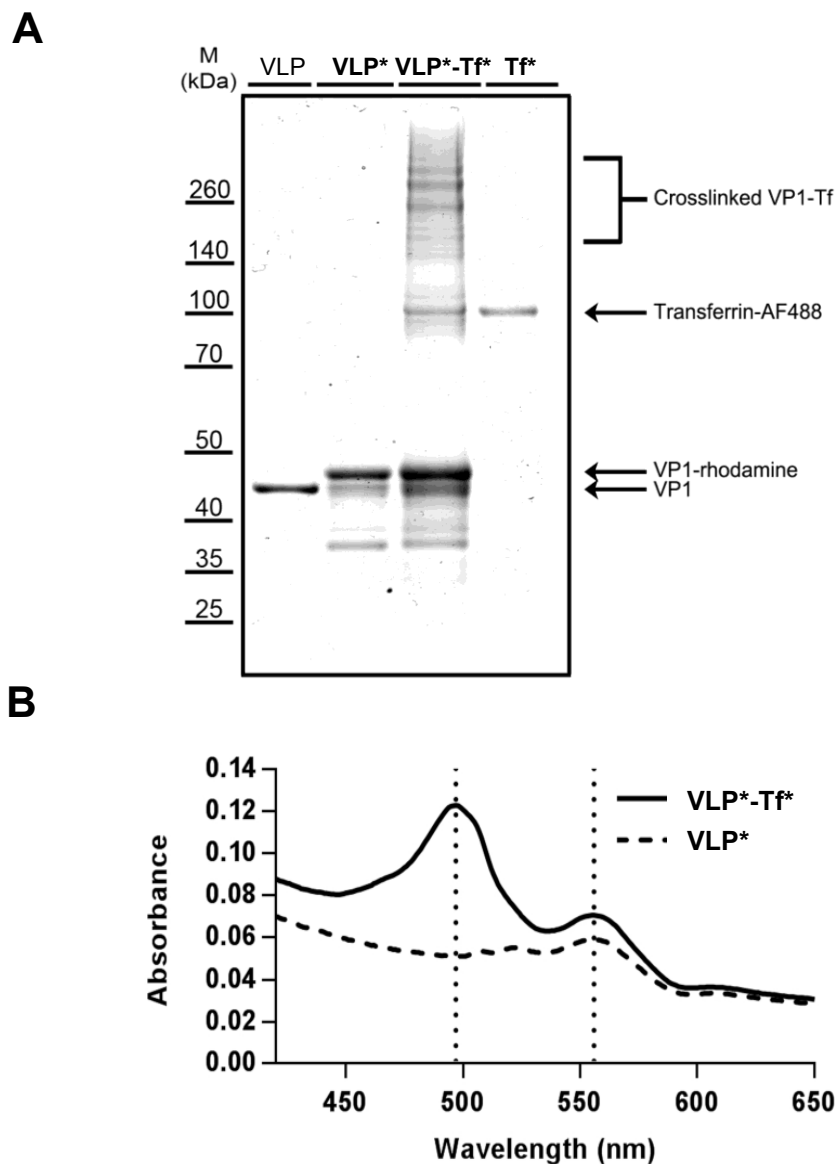 A
M
(kDa)
VLP VLP* VLP*-Tf* Tf*
260
140
100
70
50
40
35
25
Crosslinked VP1-Tf
Transferrin-AF488
VP1-rhodamine
VP1
B
0.14
0.12
0.10
0.08
0.06
0.04
0.02
0.00
Absorbance
VLP*-Tf*
VLP*
450 500 550 600 650
Wavelength (nm)